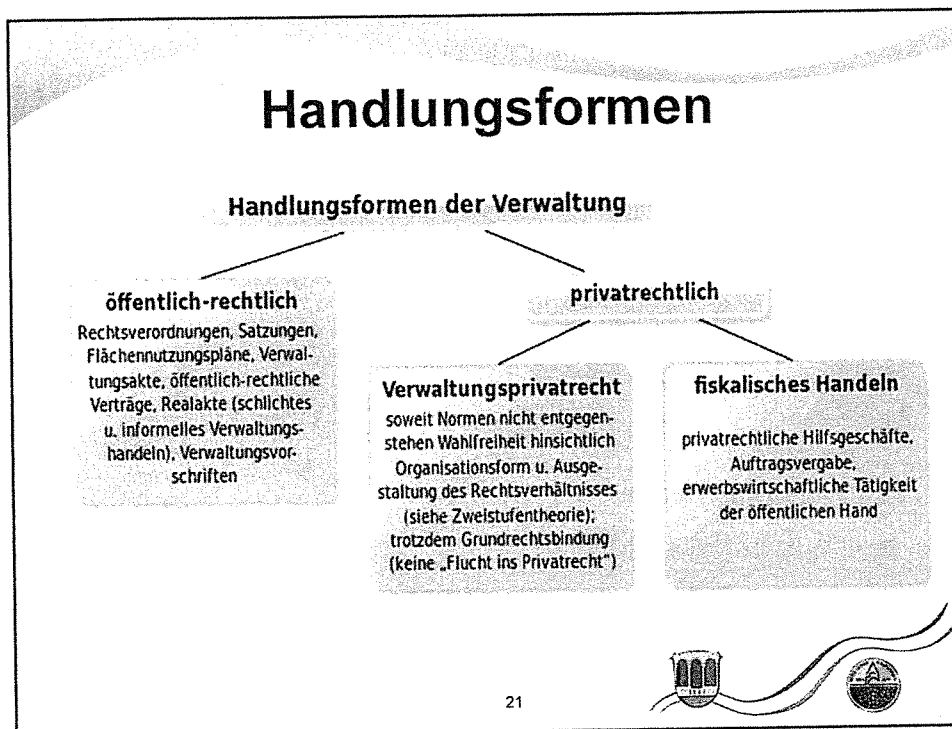 Handlungsformen
Handlungsformen der Verwaltung
öffentlich-rechtlich
Rechtsverordnungen, Satzungen,
Flächennutzungspläne, Verwal-
tungsakte, öffentlich-rechtliche
Verträge, Realakte (schlichtes
u. informelles Verwaltungs-
handeln), Verwaltungsvor-
schriften
privatrechtlich
Verwaltungsprivatrecht
soweit Normen nicht entgegen-
stehen Wahlfreiheit hinsichtlich
Organisationsform u. Ausge-
staltung des Rechtsverhältnisses
(siehe Zweistufentheorie);
trotzdem Grundrechtsbindung
(keine „Flucht ins Privatrecht")
fiskalisches Handeln
privatrechtliche Hilfsgeschäfte,
Auftragsvergabe,
erwerbswirtschaftliche Tätigkeit
der öffentlichen Hand
21